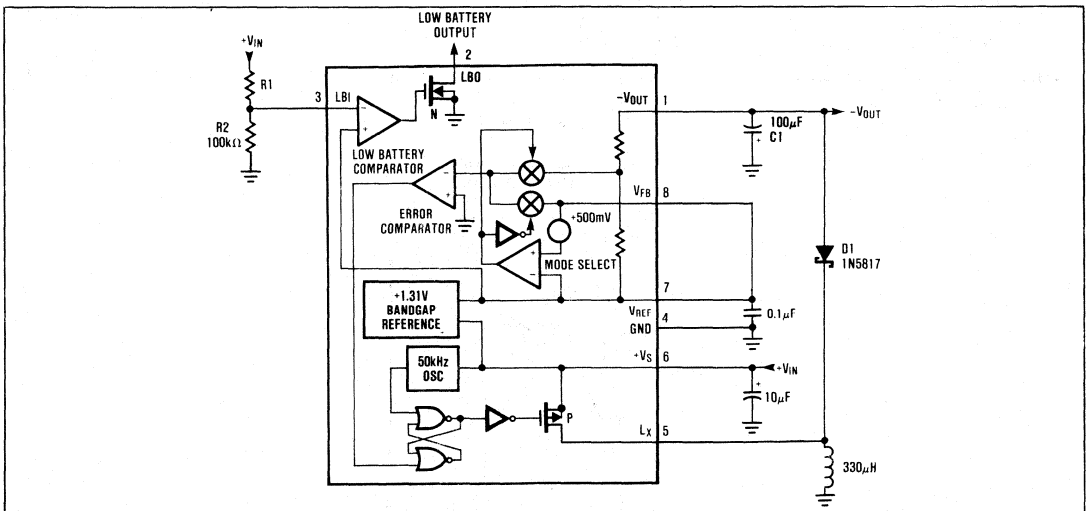 LOW BATTERY
OUTPUT
+VIN
2
LBO
R1
3 LBI
−
+
N
−VOUT 1
−VOUT
100μF
+
C1
R2
100kΩ
LOW BATTERY
COMPARATOR
−
+
VFB 8
ERROR
COMPARATOR
+500mV
+
−
MODE SELECT
D1
1N5817
7
+1.31V
BANDGAP
REFERENCE
VREF
GND 4
0.1μF
+VS 6
+VIN
50kHz
OSC
+
10μF
P
LX 5
330μH